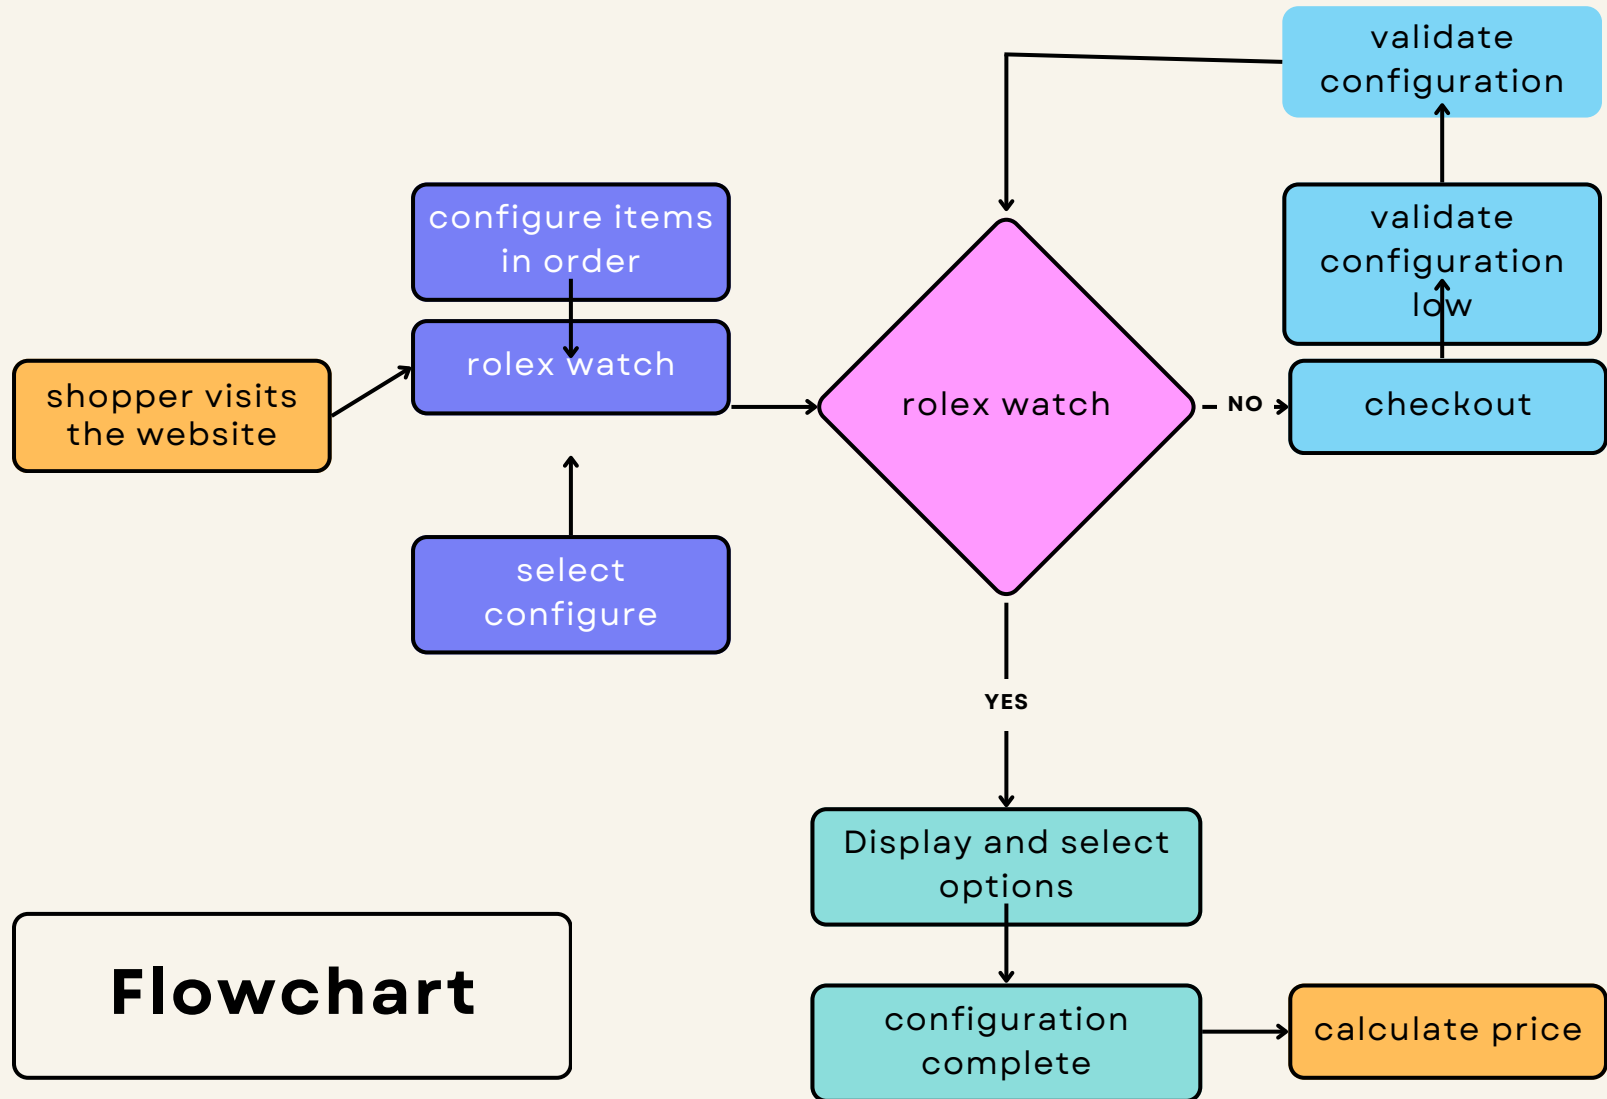 validate
configuration
configure items
in order
validate
configuration
low
rolex watch
shopper visits
the website
rolex watch
NO
checkout
select
configure
YES
Display and select
options
Flowchart
configuration
complete
calculate price